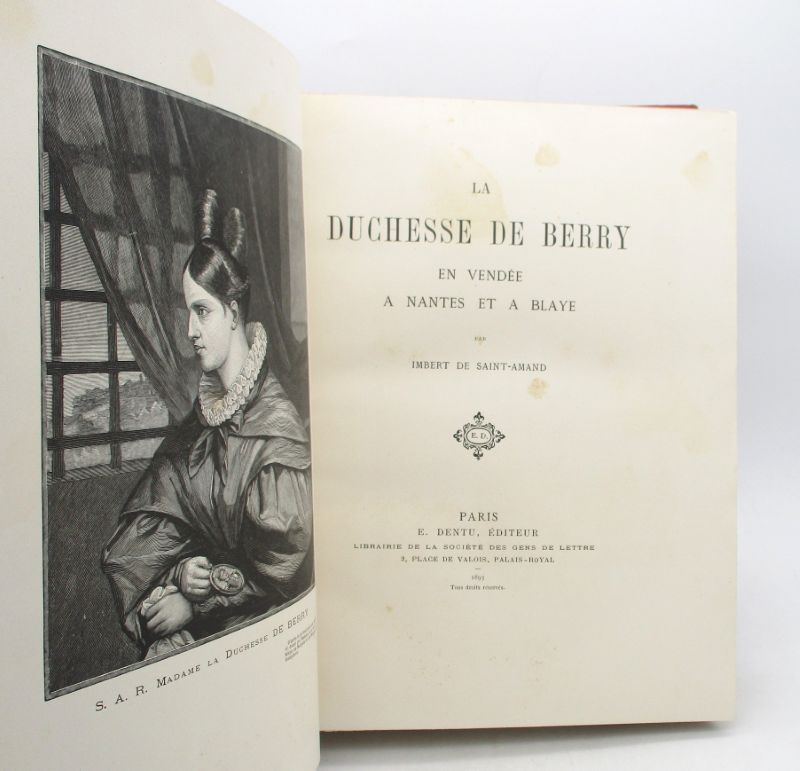 S. A. R. MADAME LA DUCHESSE DE BERRY
LA
DUCHESSE DE BERRY
EN VENDÉE
A NANTES ET A BLAYE
PAR
IMBERT DE SAINT-AMAND
E. D.
PARIS
E. DENTU, ÉDITEUR
LIBRAIRIE DE LA SOCIÉTÉ DES GENS DE LETTRE
3, PLACE DE VALOIS, PALAIS-ROYAL
Tous droits réservés.